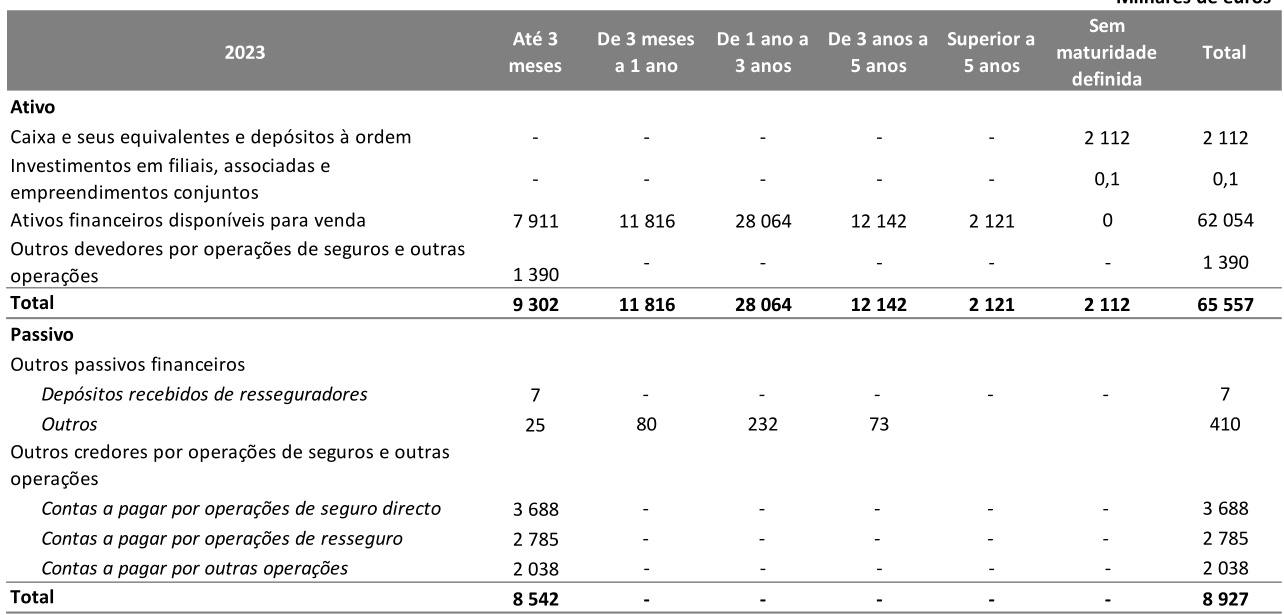 Milhares de euros
2023 Até 3 meses De 3 meses a 1 ano De 1 ano a 3 anos De 3 anos a 5 anos Superior a 5 anos Sem maturidade definida Total
Ativo
Caixa e seus equivalentes e depósitos à ordem - - - - - 2 112 2 112
Investimentos em filiais, associadas e
empreendimentos conjuntos - - - - - 0,1 0,1
Ativos financeiros disponíveis para venda 7 911 11 816 28 064 12 142 2 121 0 62 054
Outros devedores por operações de seguros e outras
operações 1 390 - - - - - 1 390
Total 9 302 11 816 28 064 12 142 2 121 2 112 65 557
Passivo
Outros passivos financeiros
Depósitos recebidos de resseguradores 7 - - - - - 7
Outros 25 80 232 73 410
Outros credores por operações de seguros e outras
operações
Contas a pagar por operações de seguro directo 3 688 - - - - - 3 688
Contas a pagar por operações de resseguro 2 785 - - - - - 2 785
Contas a pagar por outras operações 2 038 - - - - - 2 038
Total 8 542 - - - - - 8 927